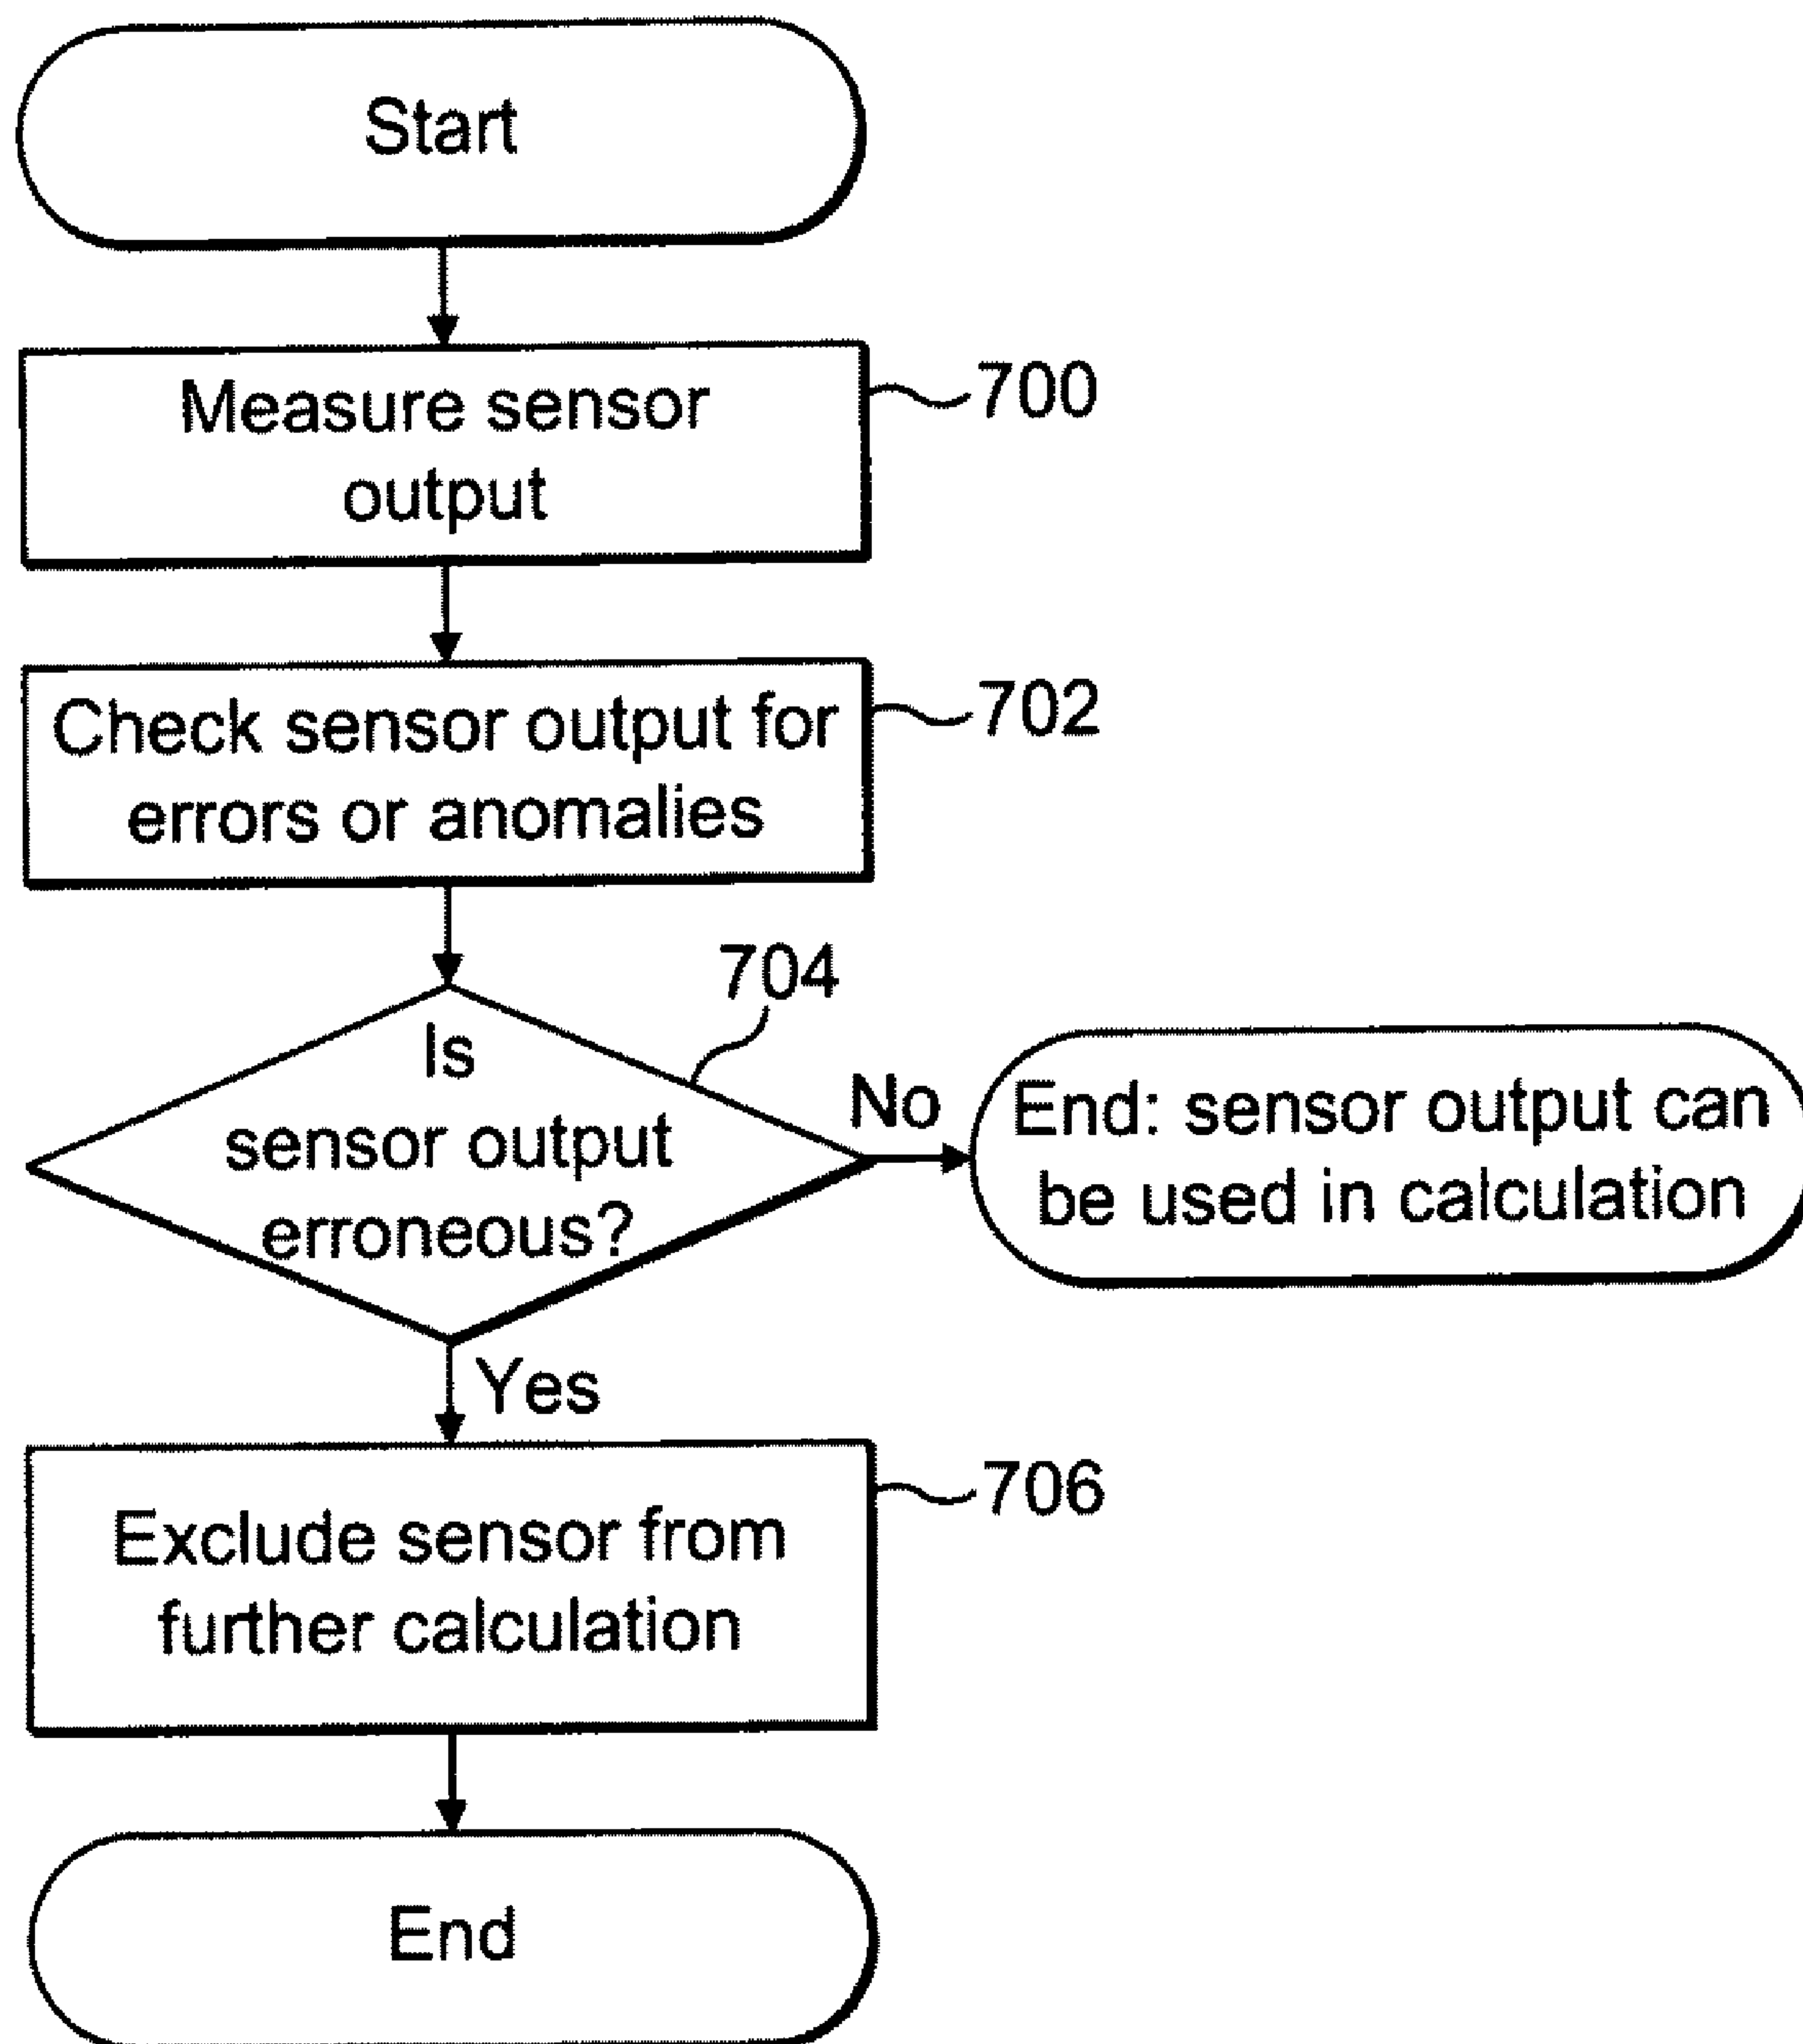 Start
Measure sensor
output
700
Check sensor output for
errors or anomalies
702
704
Is
sensor output
erroneous?
No
End: sensor output can
be used in calculation
Yes
Exclude sensor from
further calculation
706
End